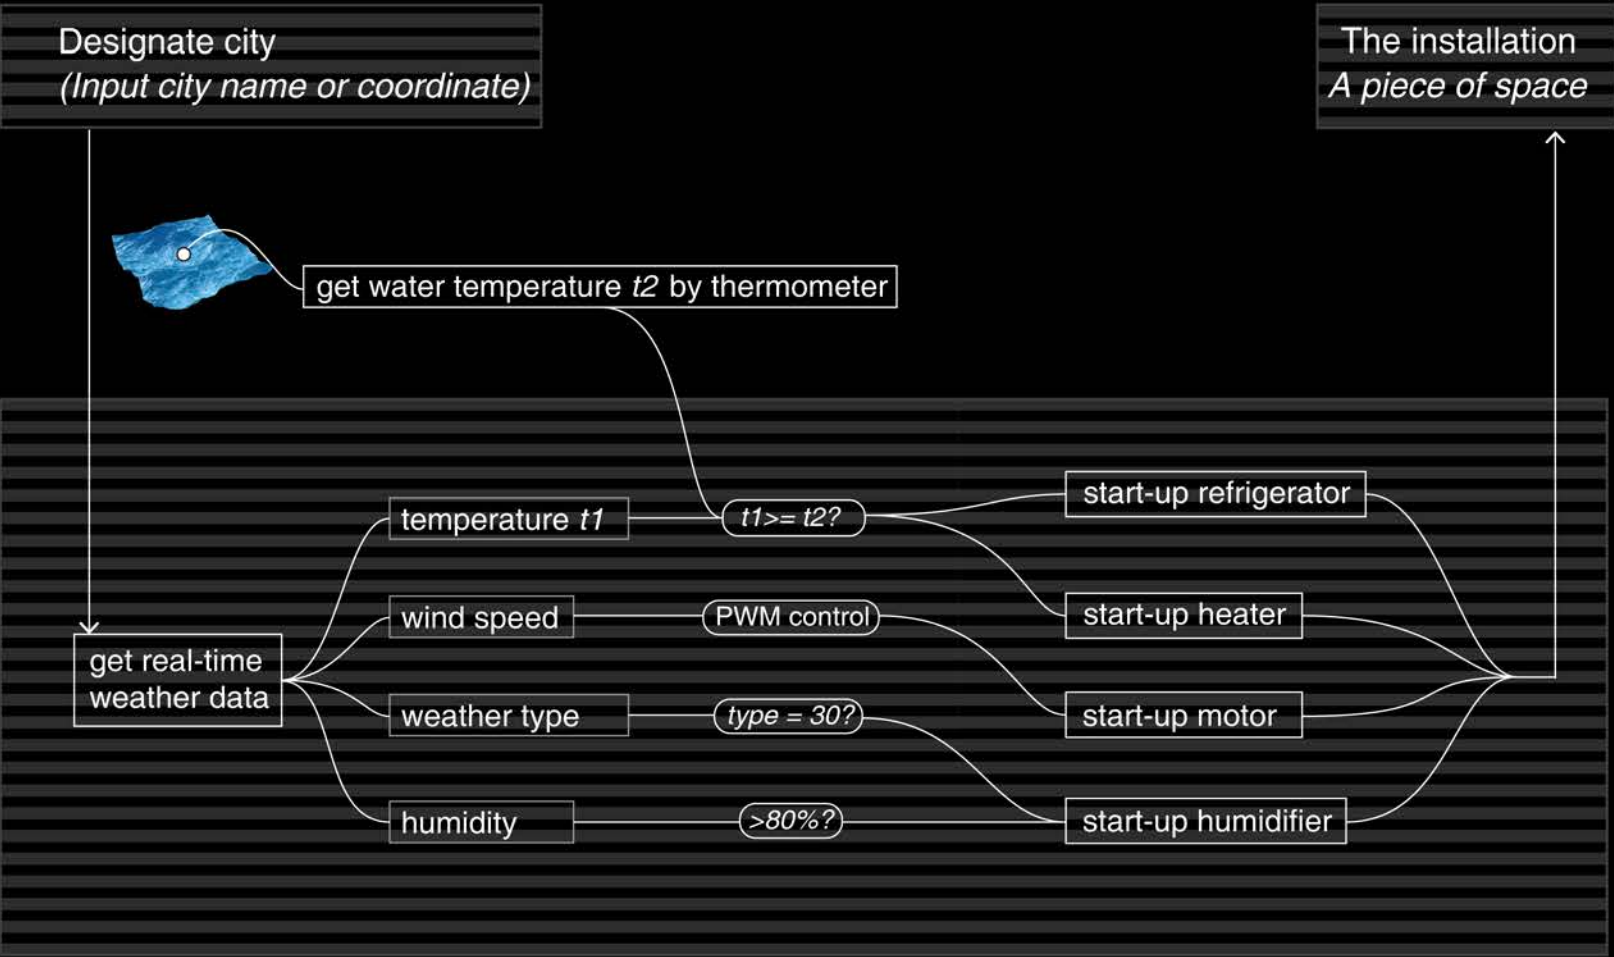 Designate city
(Input city name or coordinate)
The installation
A piece of space
get water temperature t2 by thermometer
start-up refrigerator
temperature t1
t1>= t2?
wind speed
PWM control
start-up heater
get real-time
weather data
weather type
type = 30?
start-up motor
humidity
>80%?
start-up humidifier